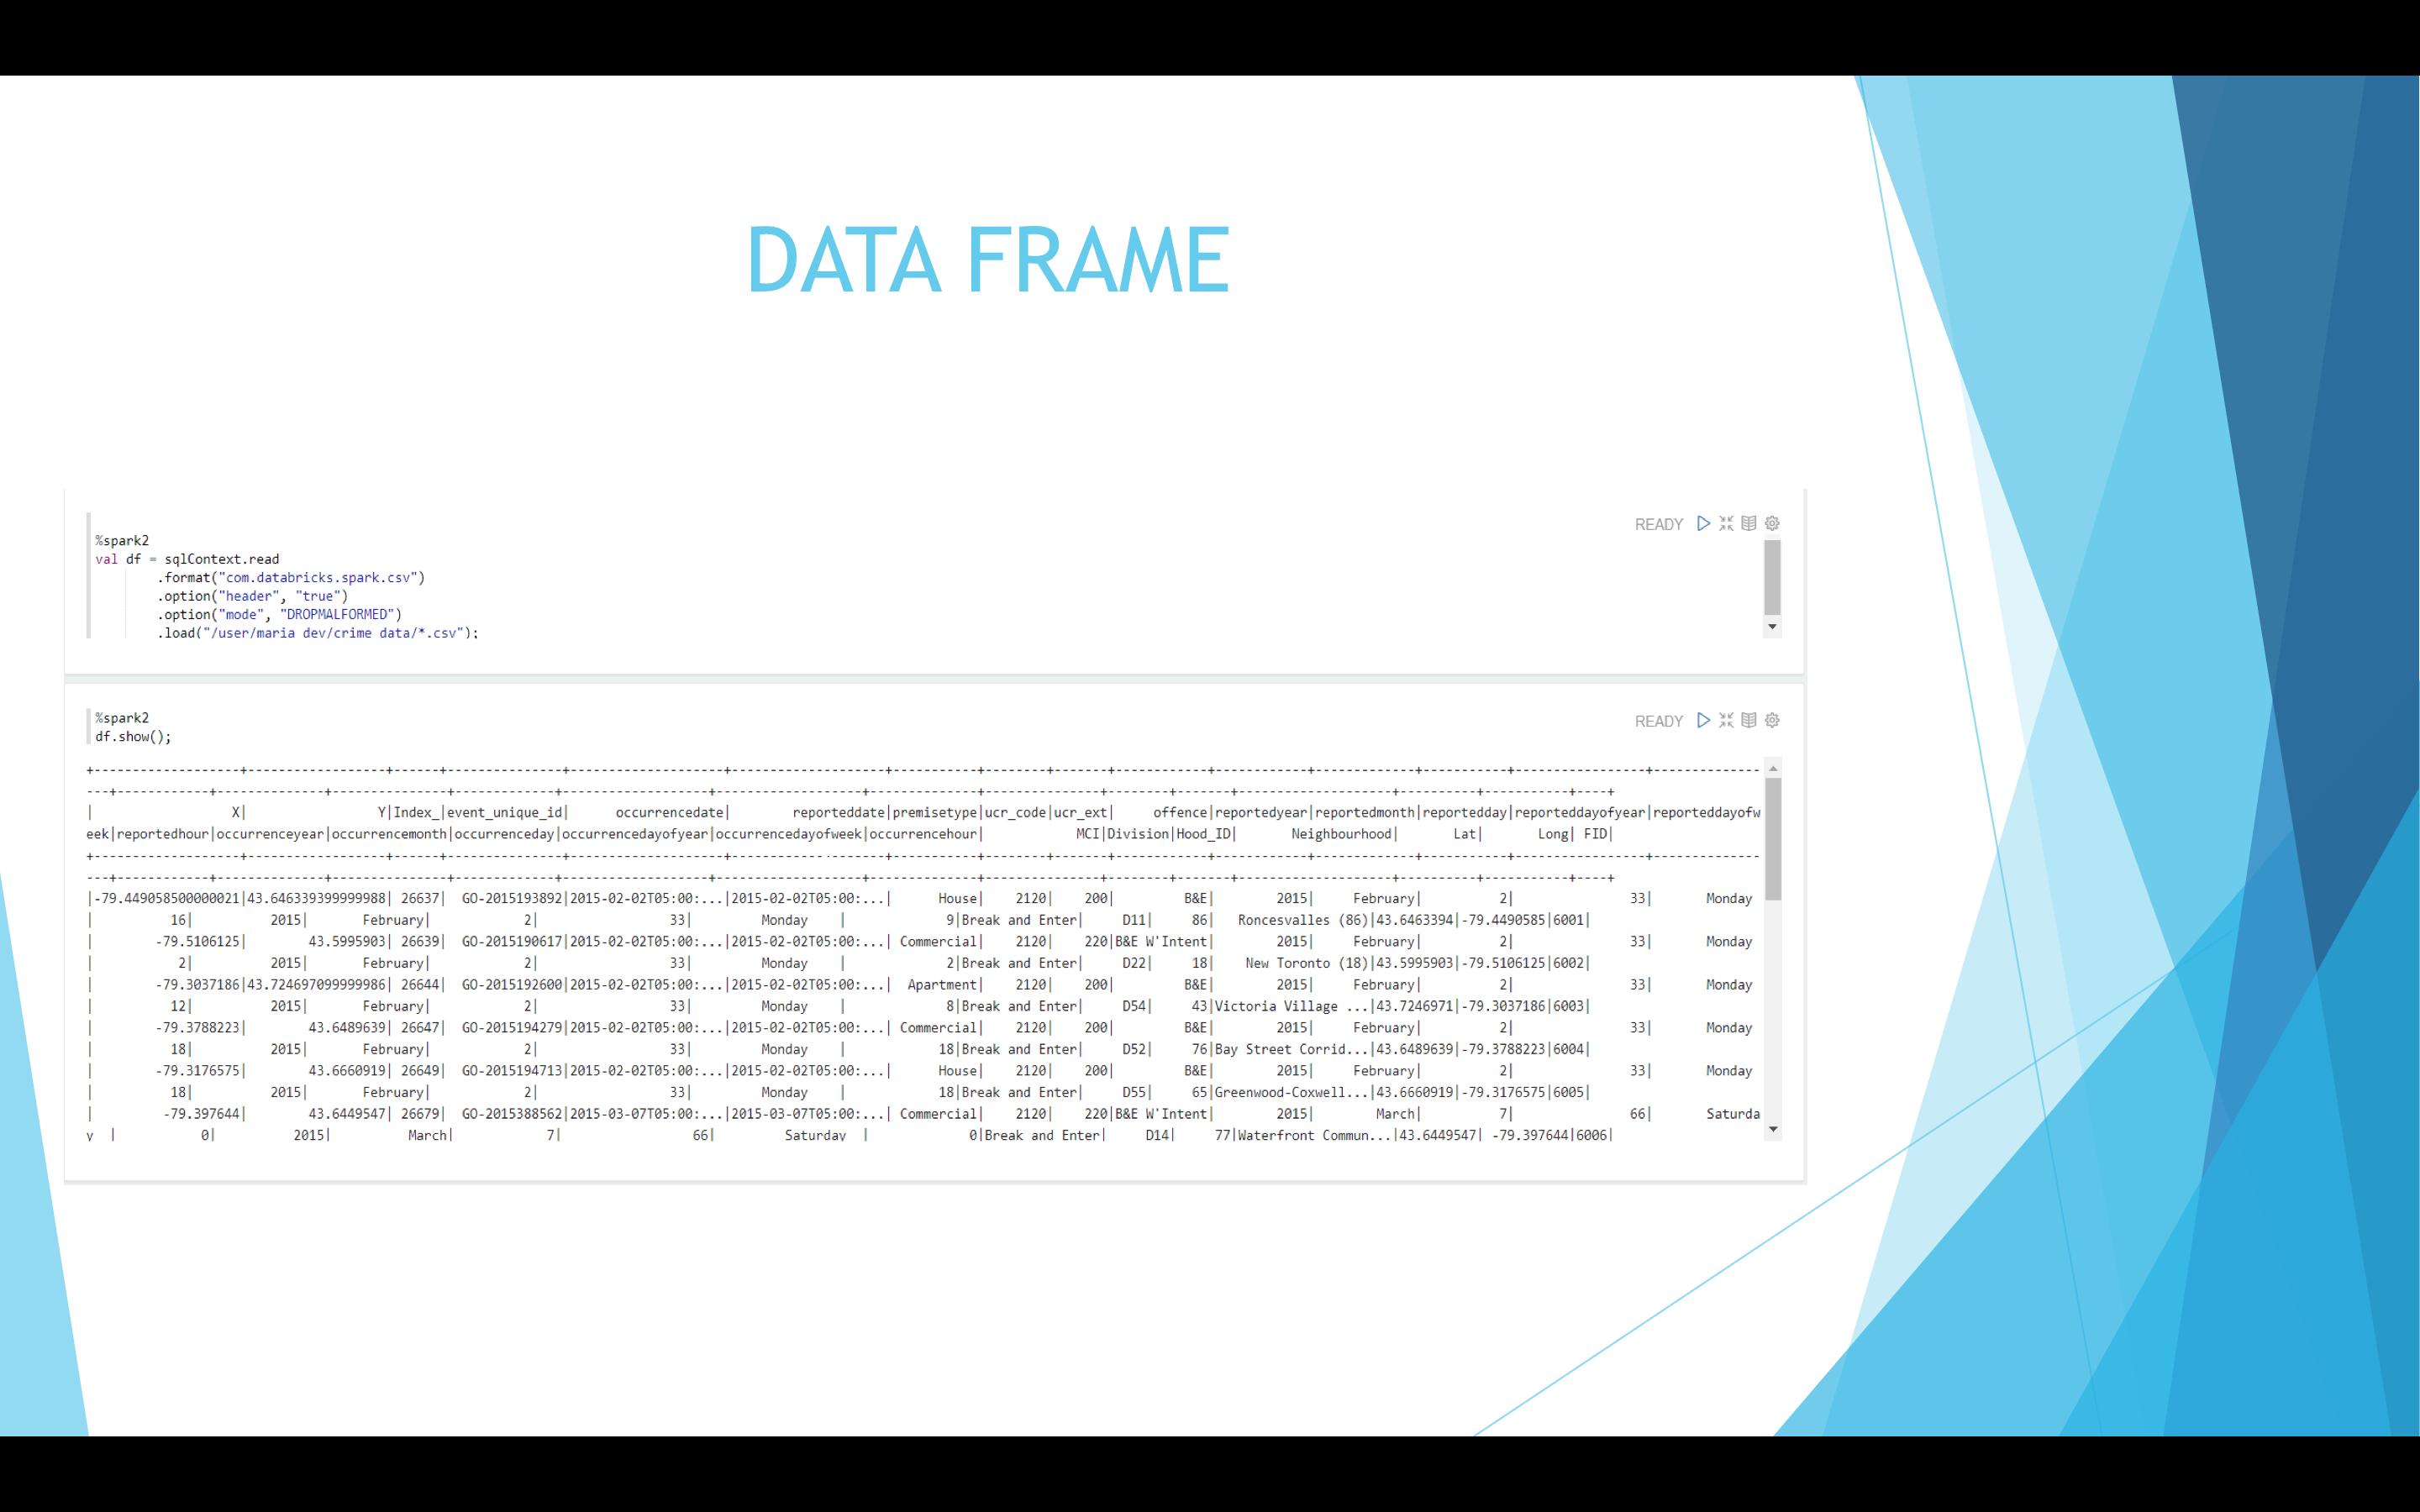 DATA FRAME
READY
%spark2
val df = sqlContext.read
.format("com.databricks.spark.csv")
.option("header", "true")
.option("mode", "DROPMALFORMED")
.load("/user/maria dev/crime data/*.csv");
%spark2
READY
df.show();
+-------------------+------------------+------+---------------+--------------------+--------------------+-----------+--------+-------+------------+------------+-------------+-----------+-----------------+--------------
---+------------+--------------+---------------+-------------+-------------------+-------------------+--------------+---------------+--------+-------+--------------------+----------+-----------+----+
| X| Y|Index_|event_unique_id| occurrencedate| reporteddate|premisetype|ucr_code|ucr_ext| offence|reportedyear|reportedmonth|reportedday|reporteddayofyear|reporteddayofw
eek|reportedhour|occurrenceyear|occurrencemonth|occurrenceday|occurrencedayofyear|occurrencedayofweek|occurrencehour| MCI|Division|Hood_ID| Neighbourhood| Lat| Long| FID|
+-------------------+------------------+------+---------------+--------------------+--------------------+-----------+--------+-------+------------+------------+-------------+-----------+-----------------+--------------
---+------------+--------------+---------------+-------------+-------------------+-------------------+--------------+---------------+--------+-------+--------------------+----------+-----------+----+
|-79.449058500000021|43.646339399999988| 26637| GO-2015193892|2015-02-02T05:00:...|2015-02-02T05:00:...| House| 2120| 200| B&E| 2015| February| 2| 33| Monday
| 16| 2015| February| 2| 33| Monday | 9|Break and Enter| D11| 86| Roncesvalles (86)|43.6463394|-79.4490585|6001|
| -79.5106125| 43.5995903| 26639| GO-2015190617|2015-02-02T05:00:...|2015-02-02T05:00:...| Commercial| 2120| 220|B&E W'Intent| 2015| February| 2| 33| Monday
| 2| 2015| February| 2| 33| Monday | 2|Break and Enter| D22| 18| New Toronto (18)|43.5995903|-79.5106125|6002|
| -79.3037186|43.724697099999986| 26644| GO-2015192600|2015-02-02T05:00:...|2015-02-02T05:00:...| Apartment| 2120| 200| B&E| 2015| February| 2| 33| Monday
| 12| 2015| February| 2| 33| Monday | 8|Break and Enter| D54| 43|Victoria Village ...|43.7246971|-79.3037186|6003|
| -79.3788223| 43.6489639| 26647| GO-2015194279|2015-02-02T05:00:...|2015-02-02T05:00:...| Commercial| 2120| 200| B&E| 2015| February| 2| 33| Monday
| 18| 2015| February| 2| 33| Monday | 18|Break and Enter| D52| 76|Bay Street Corrid...|43.6489639|-79.3788223|6004|
| -79.3176575| 43.6660919| 26649| GO-2015194713|2015-02-02T05:00:...|2015-02-02T05:00:...| House| 2120| 200| B&E| 2015| February| 2| 33| Monday
| 18| 2015| February| 2| 33| Monday | 18|Break and Enter| D55| 65|Greenwood-Coxwell...|43.6660919|-79.3176575|6005|
| -79.397644| 43.6449547| 26679| GO-2015388562|2015-03-07T05:00:...|2015-03-07T05:00:...| Commercial| 2120| 220|B&E W'Intent| 2015| March| 7| 66| Saturda
y | 0| 2015| March| 7| 66| Saturday | 0|Break and Enter| D14| 77|Waterfront Commun...|43.6449547| -79.397644|6006|